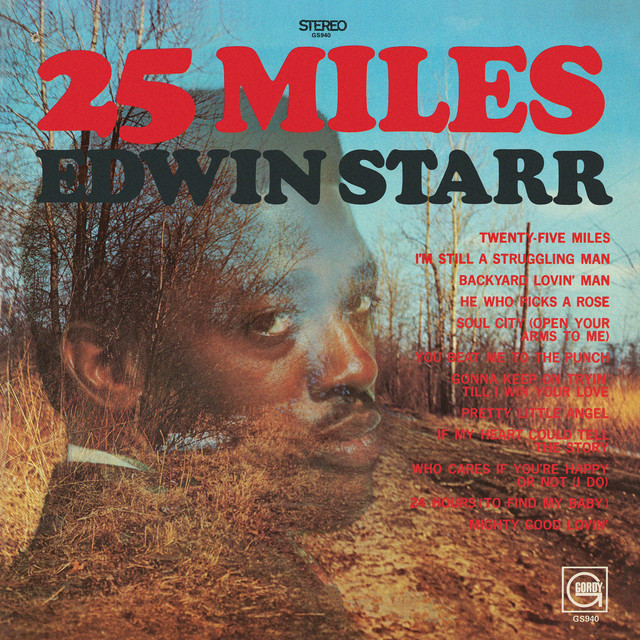 STEREO
GS940
25 MILES
EDWIN STARR
TWENTY-FIVE MILES
I'M STILL A STRUGGLING MAN
BACKYARD LOVIN' MAN
HE WHO PICKS A ROSE
SOUL CITY (OPEN YOUR
ARMS TO ME)
YOU BEAT ME TO THE PUNCH
GONNA KEEP ON TRYIN'
TILL I WIN YOUR LOVE
PRETTY LITTLE ANGEL
IF MY HEART COULD TELL
THE STORY
WHO CARES IF YOU'RE HAPPY
OR NOT (I DO)
24 HOURS (TO FIND MY BABY)
MIGHTY GOOD LOVIN'
GORDY
G
GS940